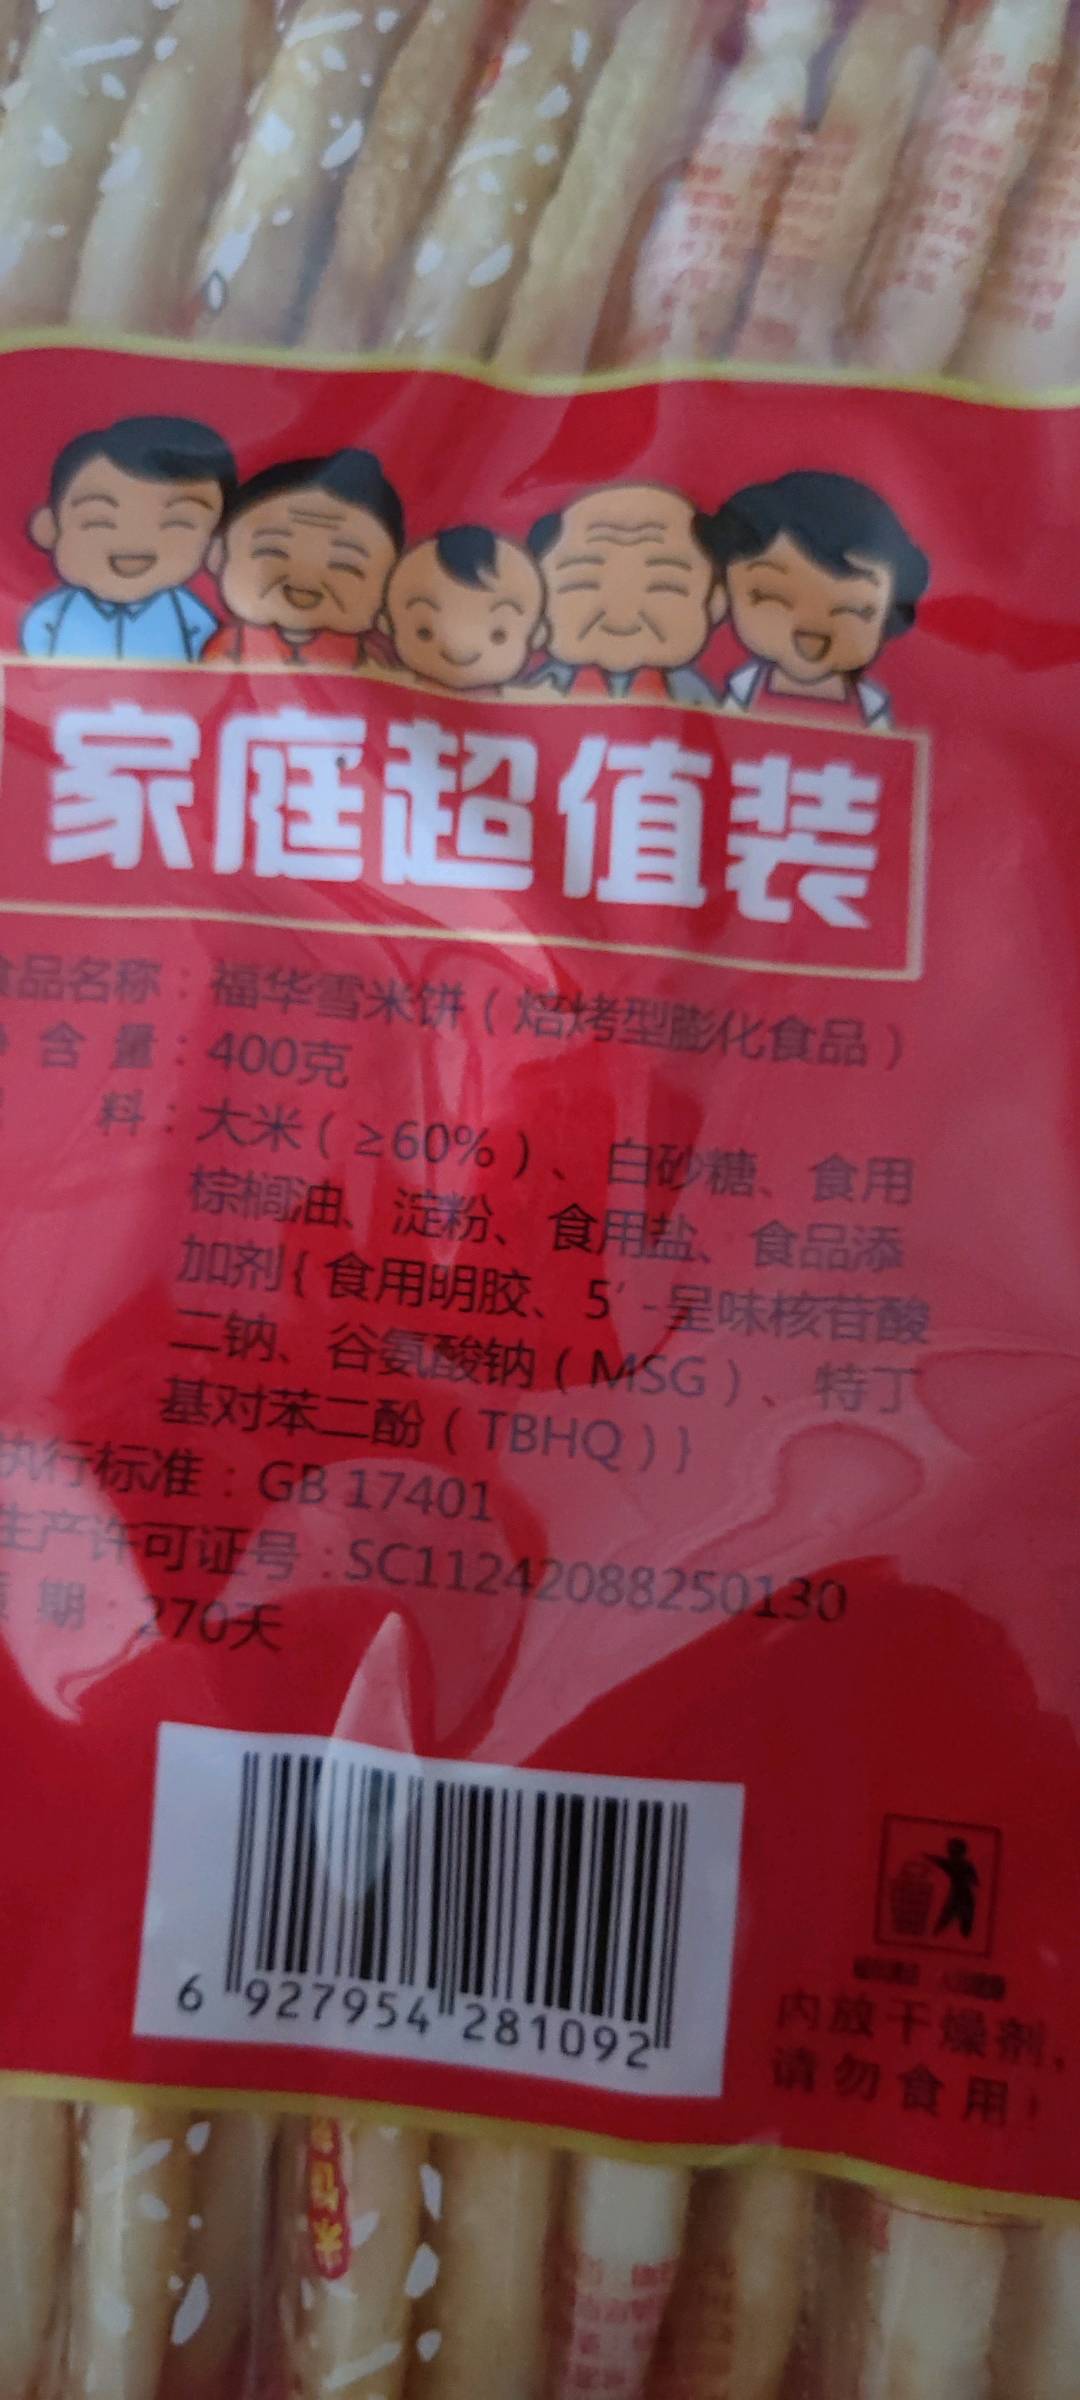 家庭超值装
食品名称：福华雪米饼（焙烤型膨化食品）
净含量：400克
料：大米（≥60%）、白砂糖、食用
棕榈油、淀粉、食用盐、食品添
加剂{食用明胶、5′-呈味核苷酸
二钠、谷氨酸钠（MSG）、特丁
基对苯二酚（TBHQ）}
执行标准：GB 17401
生产许可证号：SC11242088250130
期：270天
6 927954 281092
内放干燥剂，
请勿食用！